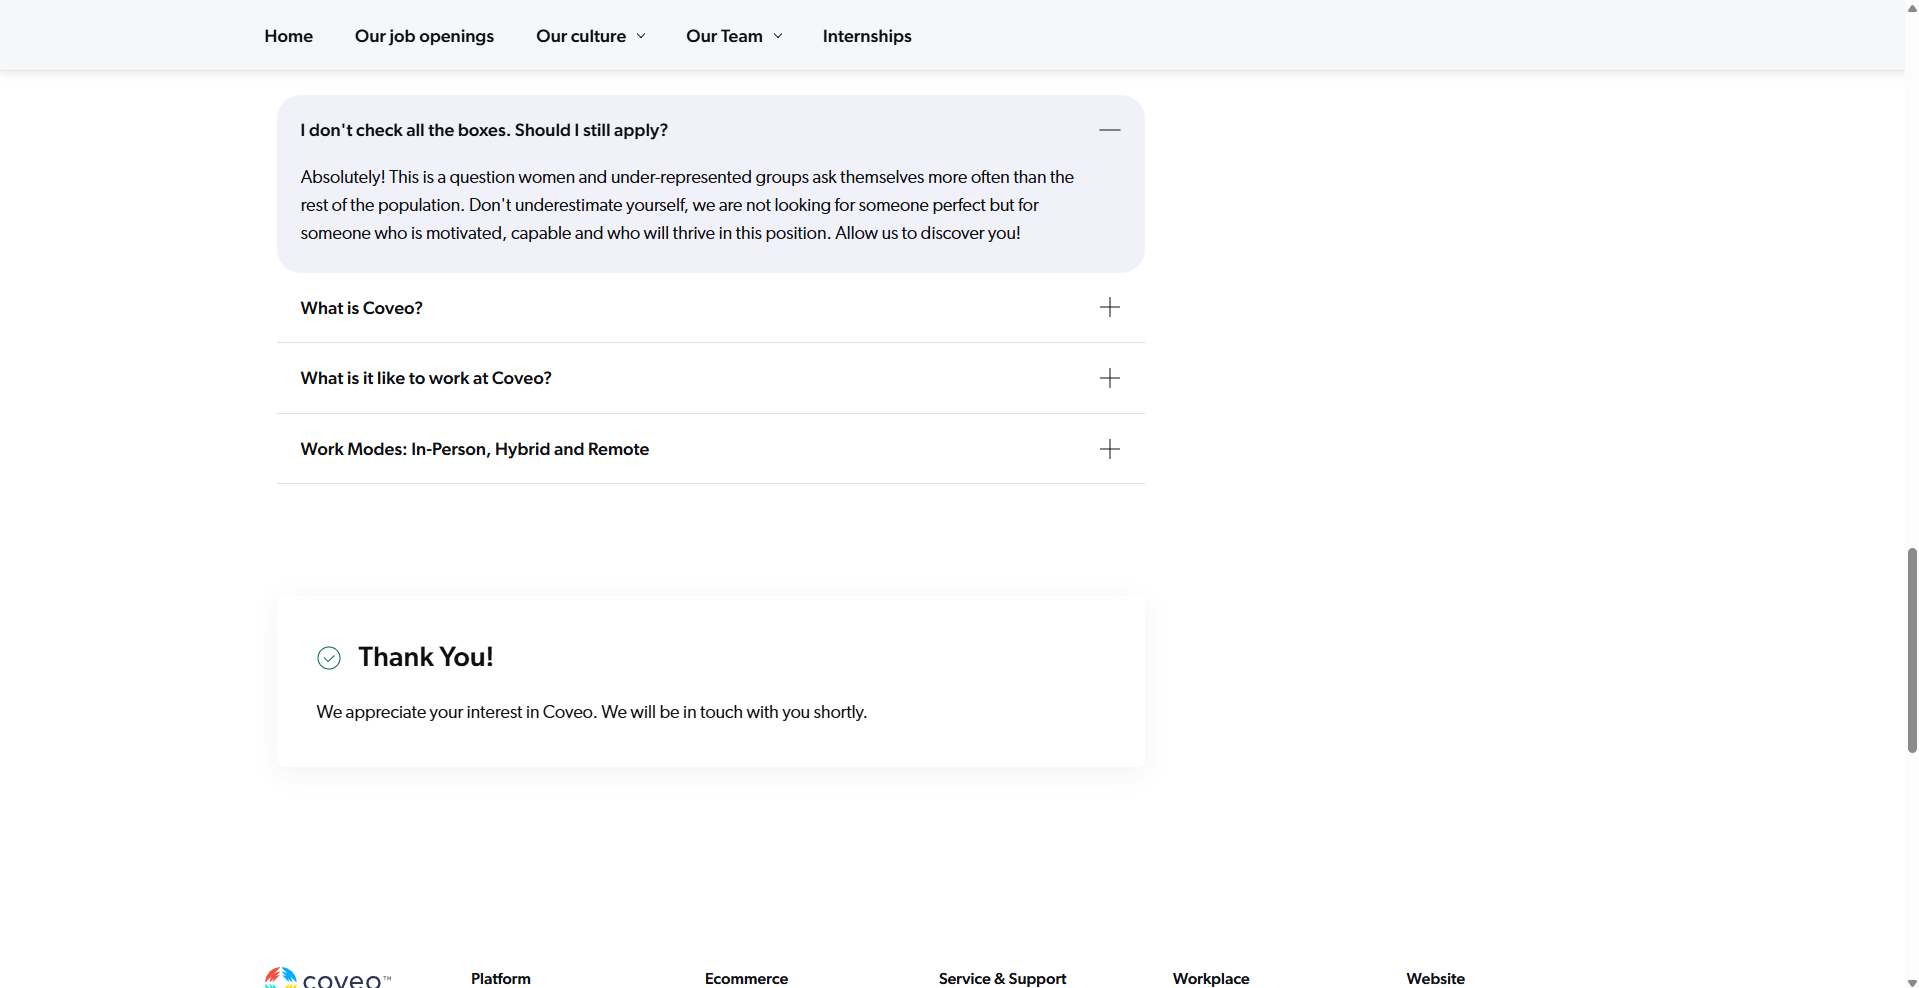 Home Our job openings Our culture Our Team Internships
I don't check all the boxes. Should I still apply?
Absolutely! This is a question women and under-represented groups ask themselves more often than the
rest of the population. Don't underestimate yourself, we are not looking for someone perfect but for
someone who is motivated, capable and who will thrive in this position. Allow us to discover you!
What is Coveo?
What is it like to work at Coveo?
Work Modes: In-Person, Hybrid and Remote
Thank You!
We appreciate your interest in Coveo. We will be in touch with you shortly.
coveo™ Platform Ecommerce Service & Support Workplace Website